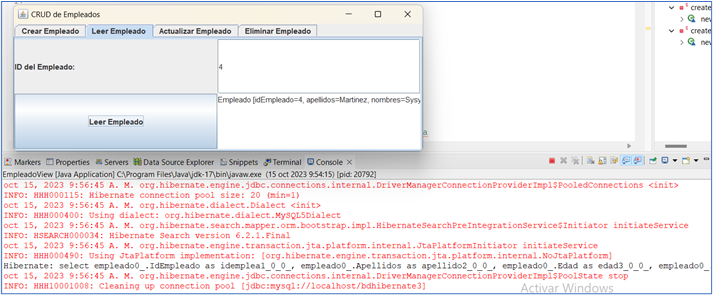 CRUD de Empleados
Crear Empleado Leer Empleado Actualizar Empleado Eliminar Empleado
ID del Empleado: 4
Leer Empleado
Empleado [idEmpleado=4, apellidos=Martinez, nombres=Sysy
create
new
create
new
Markers Properties Servers Data Source Explorer Snippets Terminal Console
EmpleadoView [Java Application] C:\Program Files\Java\jdk-17\bin\javaw.exe (15 oct 2023 9:54:15) [pid: 20792]
oct 15, 2023 9:56:45 A. M. org.hibernate.engine.jdbc.connections.internal.DriverManagerConnectionProviderImpl$PooledConnections <init>
INFO: HHH000115: Hibernate connection pool size: 20 (min=1)
oct 15, 2023 9:56:45 A. M. org.hibernate.dialect.Dialect <init>
INFO: HHH000400: Using dialect: org.hibernate.dialect.MySQL5Dialect
oct 15, 2023 9:56:45 A. M. org.hibernate.search.mapper.orm.bootstrap.impl.HibernateSearchPreIntegrationService$Initiator initiateService
INFO: HSEARCH000034: Hibernate Search version 6.2.1.Final
oct 15, 2023 9:56:45 A. M. org.hibernate.engine.transaction.jta.platform.internal.JtaPlatformInitiator initiateService
INFO: HHH000490: Using JtaPlatform implementation: [org.hibernate.engine.transaction.jta.platform.internal.NoJtaPlatform]
Hibernate: select empleado0_.IdEmpleado as idemplea1_0_0_, empleado0_.Apellidos as apellido2_0_0_, empleado0_.Edad as edad3_0_0_, empleado0_
oct 15, 2023 9:56:45 A. M. org.hibernate.engine.jdbc.connections.internal.DriverManagerConnectionProviderImpl$PoolState stop
INFO: HHH10001008: Cleaning up connection pool [jdbc:mysql://localhost/bdhibernate3]
Activar Windows